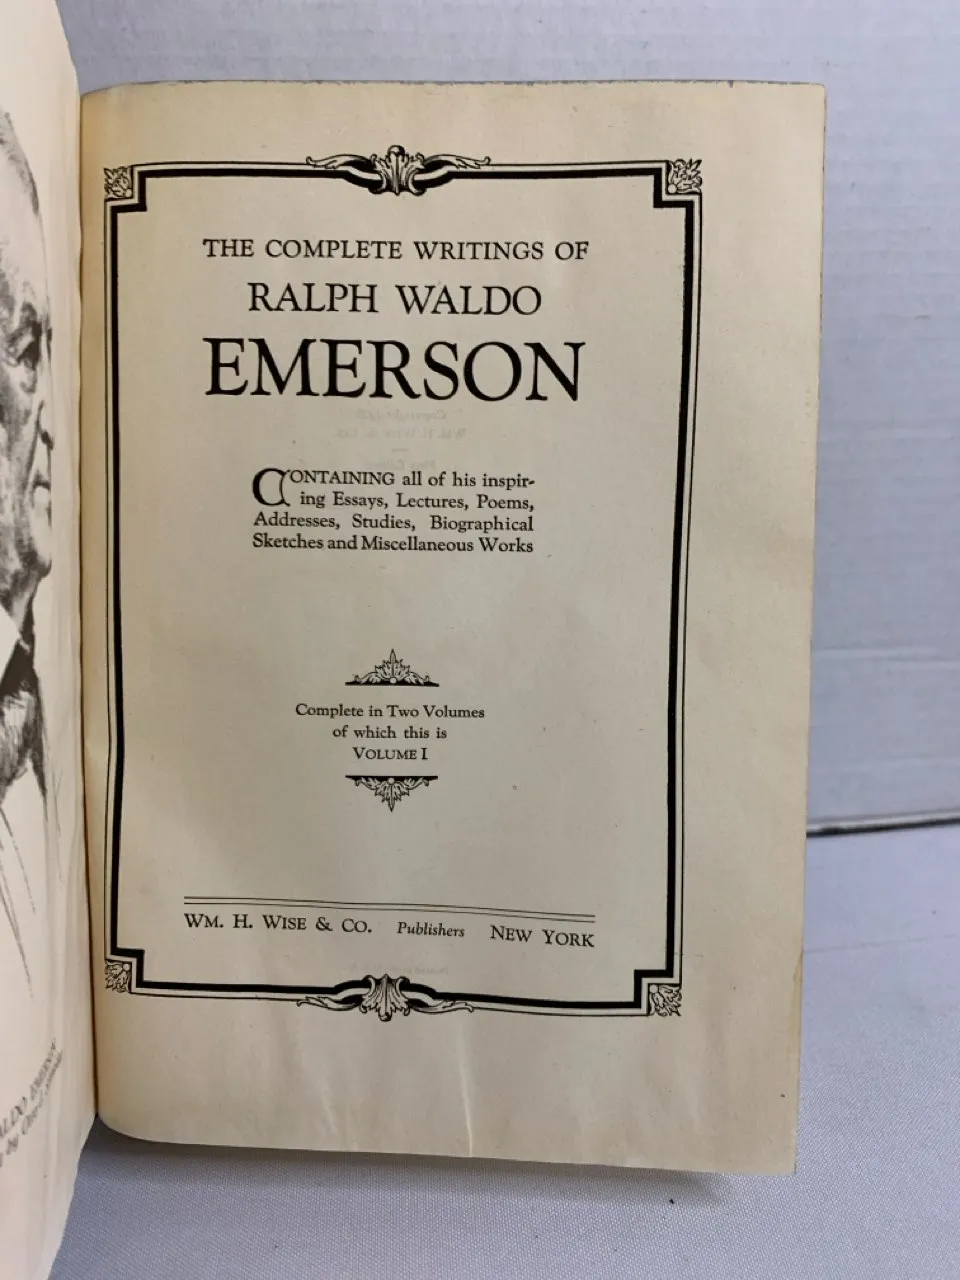 THE COMPLETE WRITINGS OF
RALPH WALDO
EMERSON
CONTAINING all of his inspir-
ing Essays, Lectures, Poems,
Addresses, Studies, Biographical
Sketches and Miscellaneous Works
Complete in Two Volumes
of which this is
VOLUME I
WM. H. WISE & CO. Publishers NEW YORK
EMERSON
by